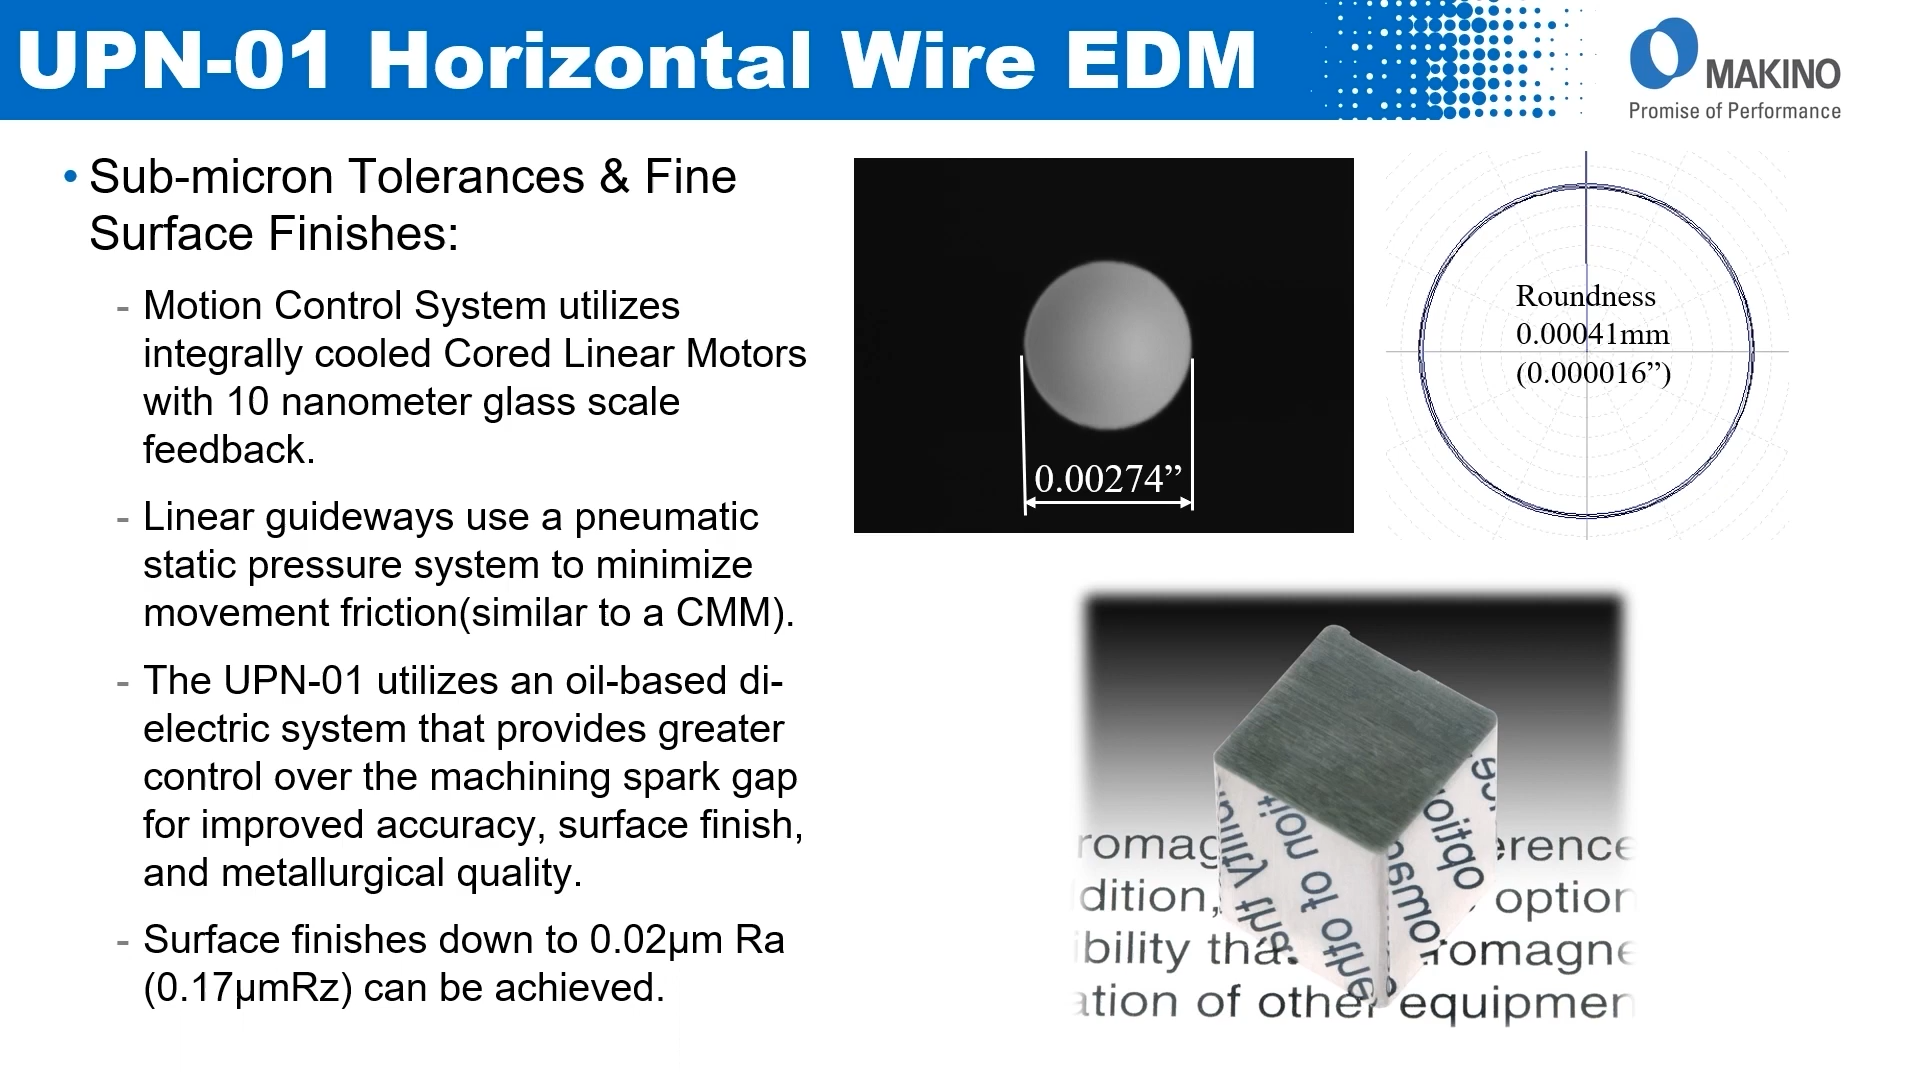 UPN-01 Horizontal Wire EDM
MAKINO
Promise of Performance
• Sub-micron Tolerances & Fine
Surface Finishes:
- Motion Control System utilizes
integrally cooled Cored Linear Motors
with 10 nanometer glass scale
feedback.
- Linear guideways use a pneumatic
static pressure system to minimize
movement friction(similar to a CMM).
- The UPN-01 utilizes an oil-based di-
electric system that provides greater
control over the machining spark gap
for improved accuracy, surface finish,
and metallurgical quality.
- Surface finishes down to 0.02µm Ra
(0.17µmRz) can be achieved.
0.00274”
Roundness
0.00041mm
(0.000016”)
romag erence
ddition, option
ibility tha romagne
ation of other equipmen